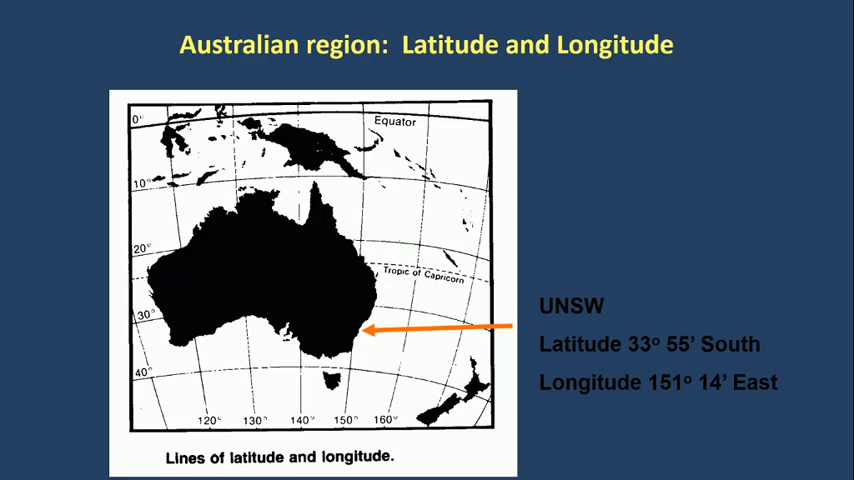 Australian region: Latitude and Longitude
0°
Equator
10°
20°
Tropic of Capricorn
30°
40°
120° 130° 140° 150° 160°
Lines of latitude and longitude.
UNSW
Latitude 33º 55’ South
Longitude 151º 14’ East